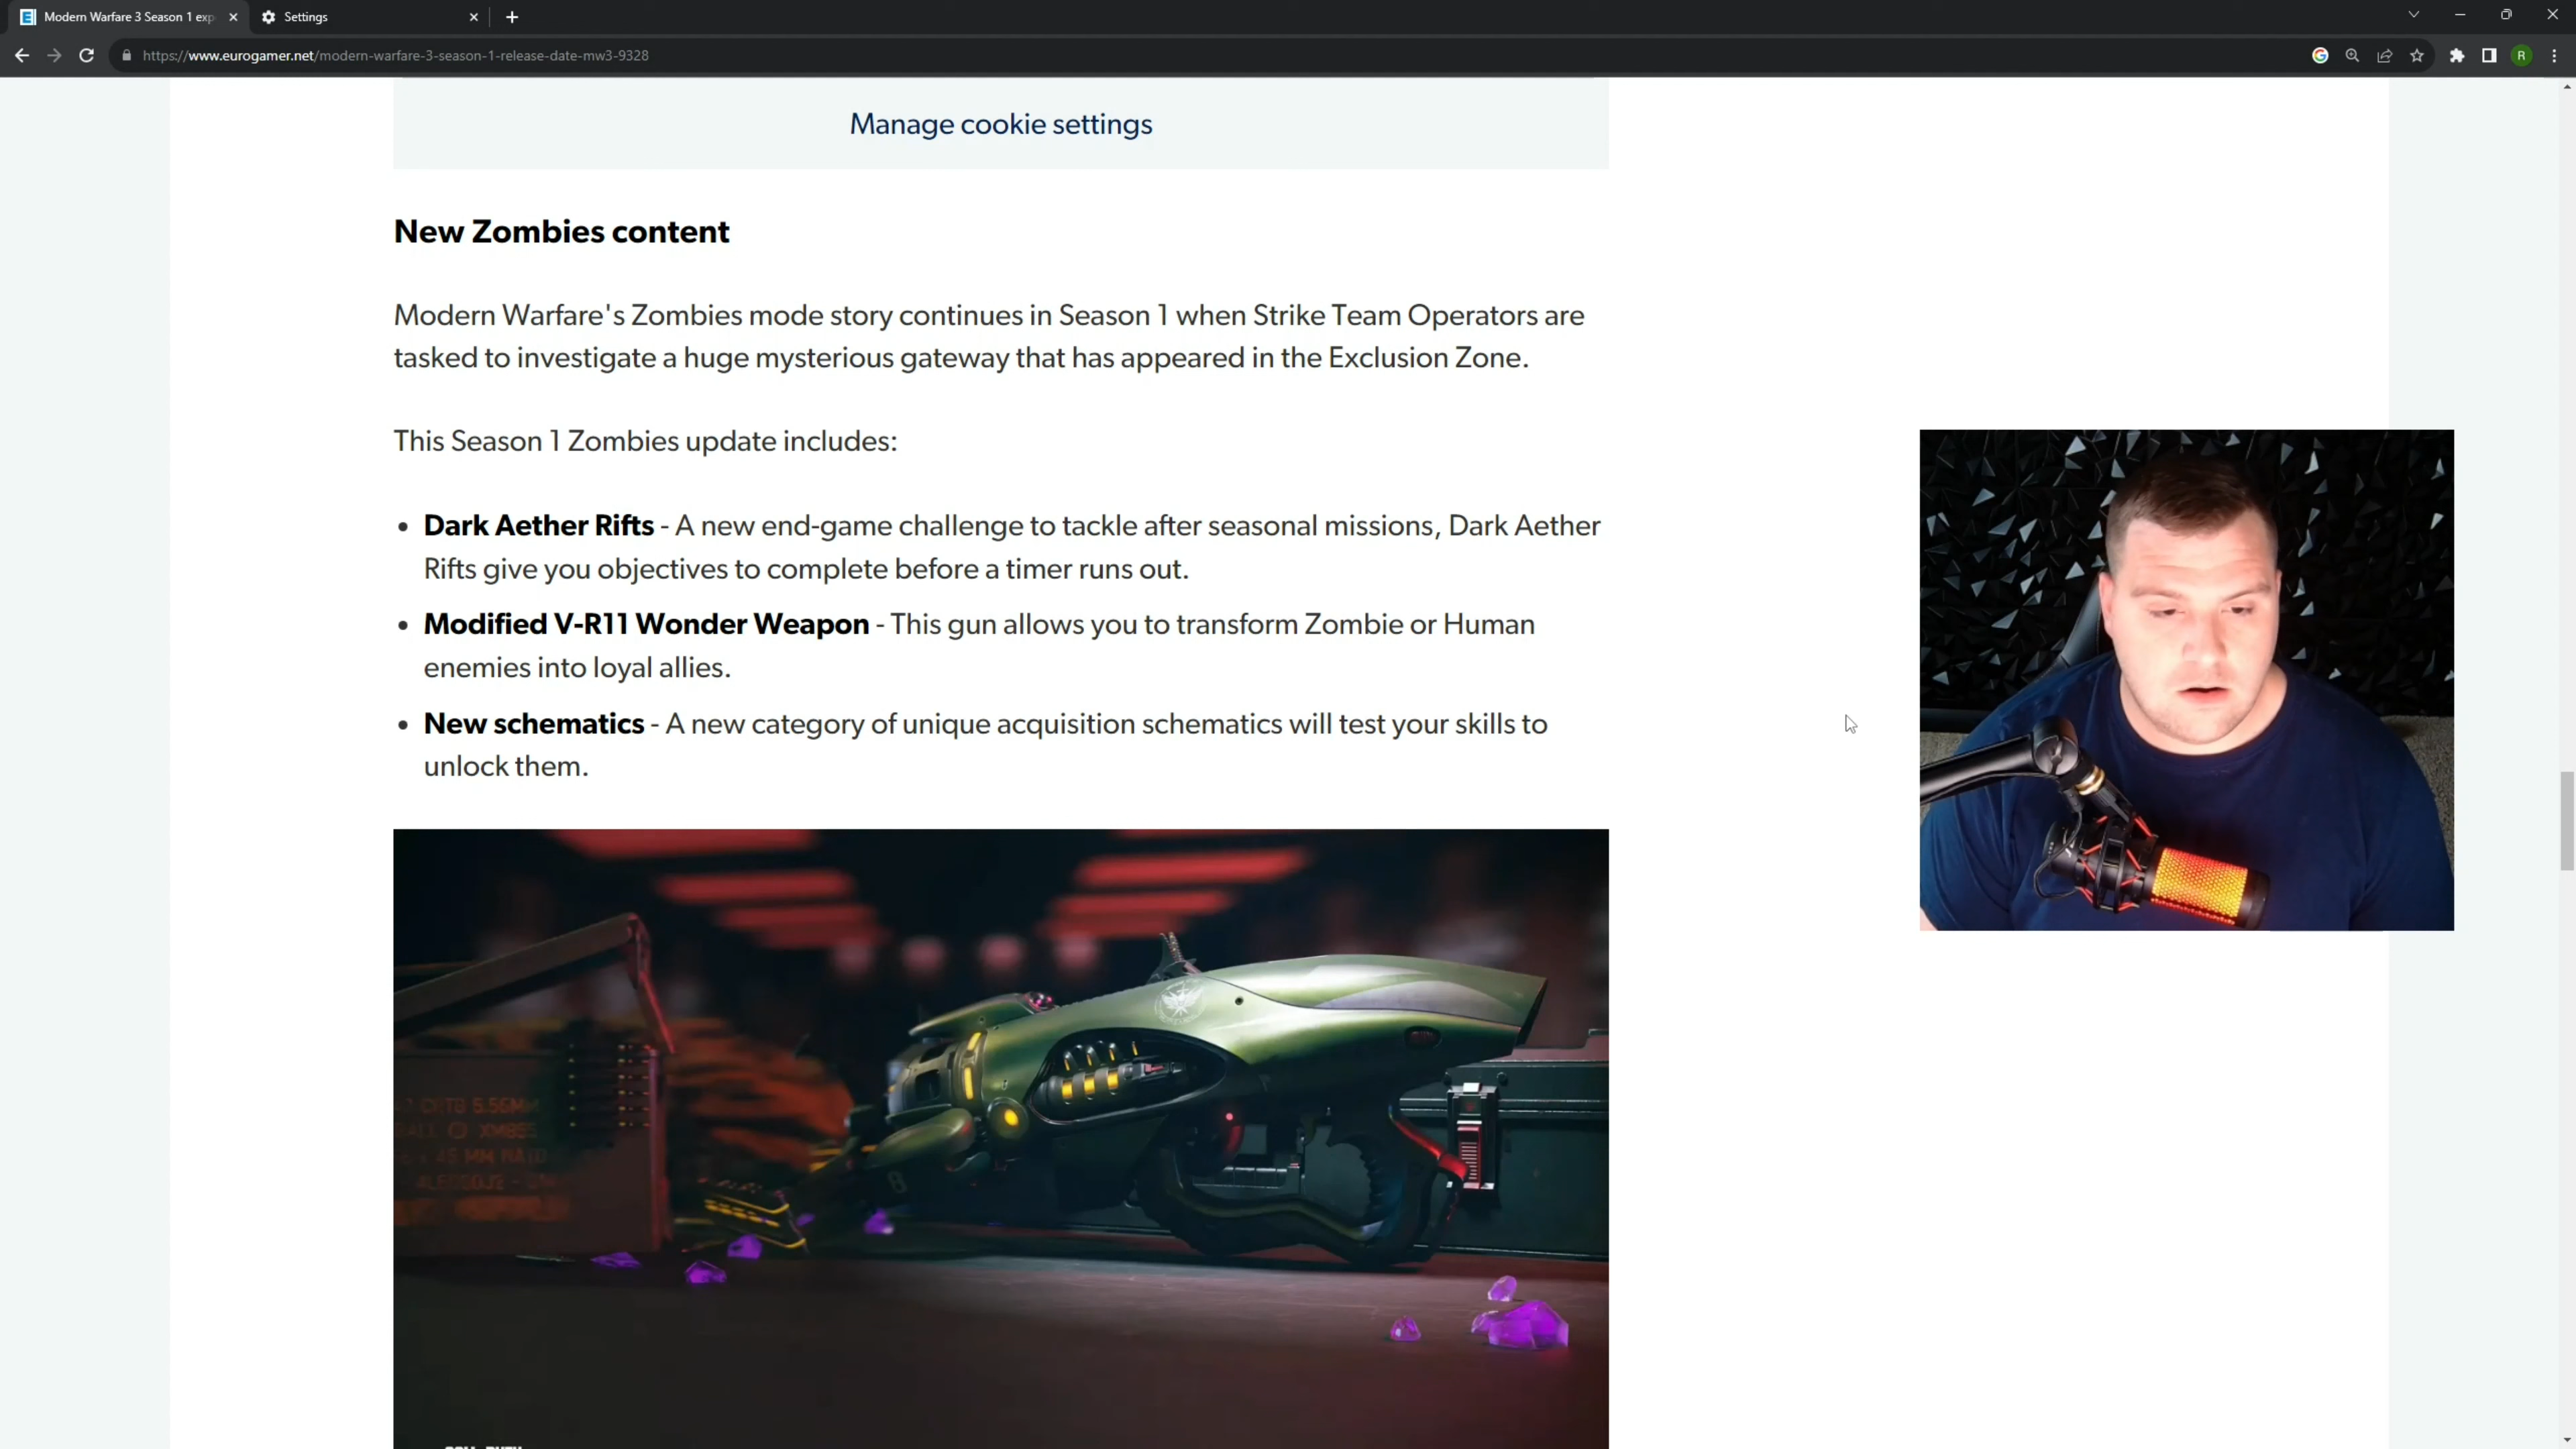 Modern Warfare 3 Season 1 exp
Settings
https://www.eurogamer.net/modern-warfare-3-season-1-release-date-mw3-9328
R
Manage cookie settings
New Zombies content
Modern Warfare's Zombies mode story continues in Season 1 when Strike Team Operators are
tasked to investigate a huge mysterious gateway that has appeared in the Exclusion Zone.
This Season 1 Zombies update includes:
• Dark Aether Rifts - A new end-game challenge to tackle after seasonal missions, Dark Aether
Rifts give you objectives to complete before a timer runs out.
• Modified V-R11 Wonder Weapon - This gun allows you to transform Zombie or Human
enemies into loyal allies.
• New schematics - A new category of unique acquisition schematics will test your skills to
unlock them.
5.56MM
XM855
45 MM